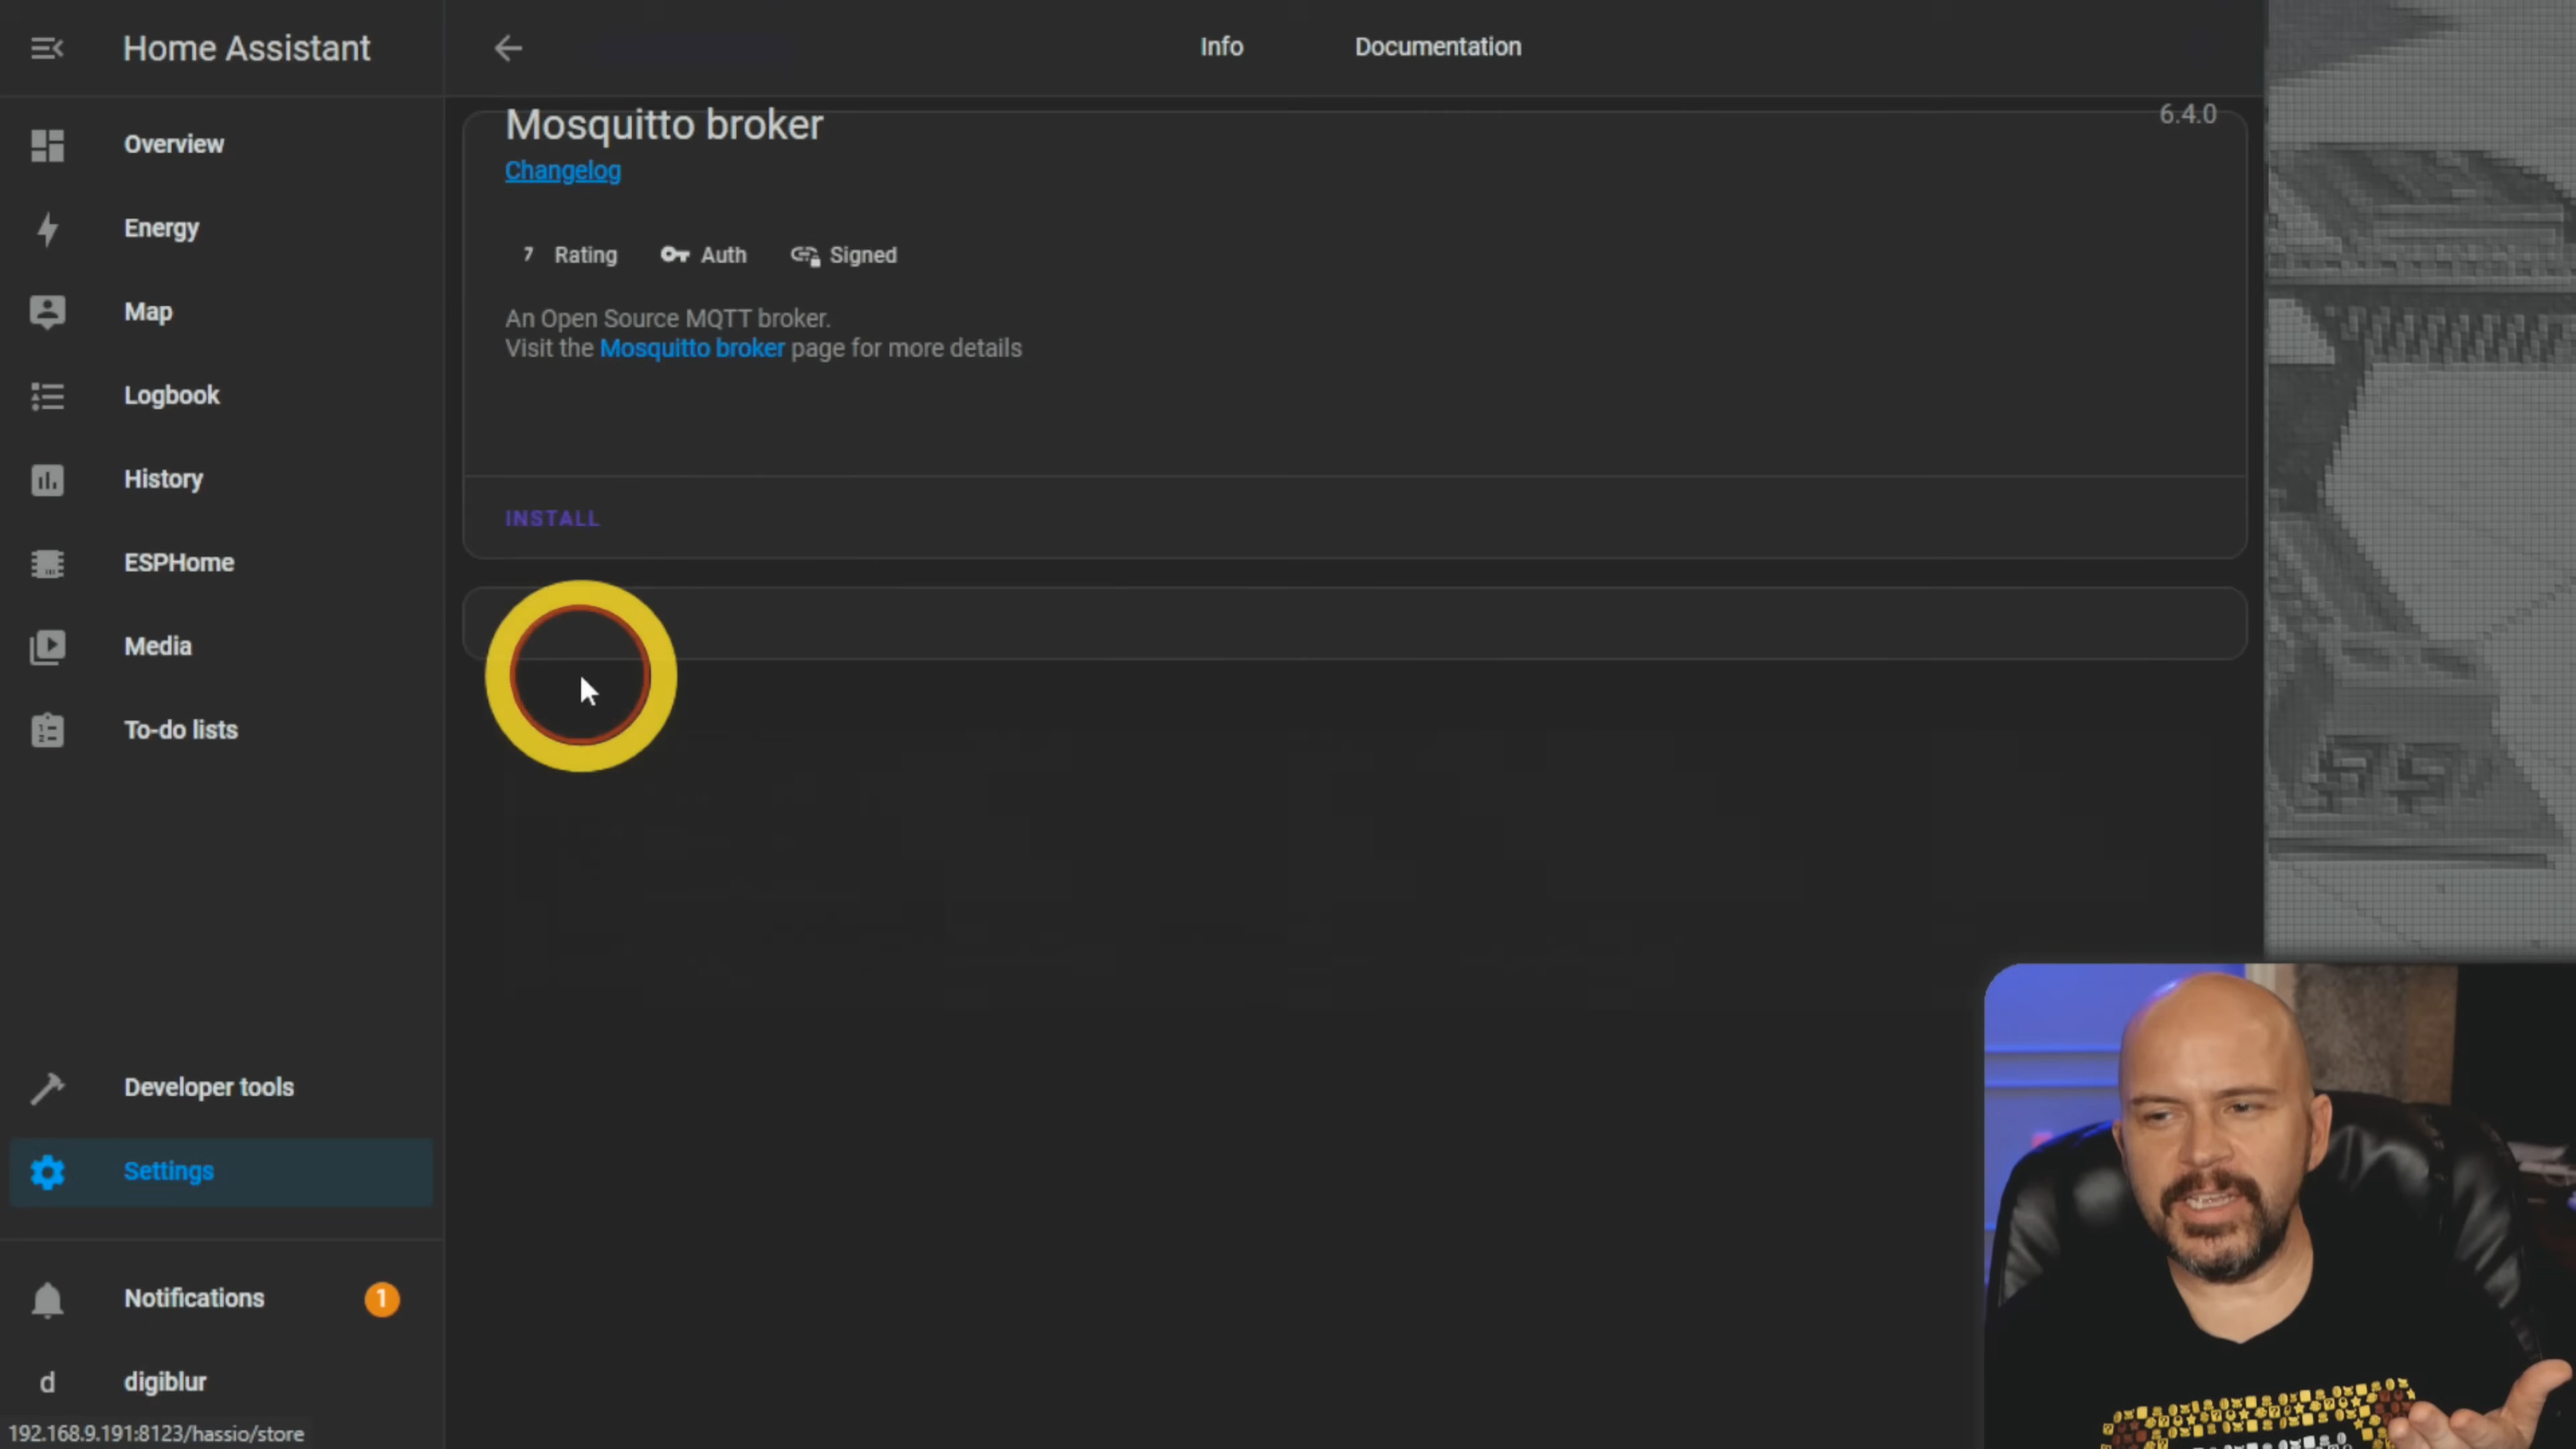 Home Assistant
Info
Documentation
Overview
Energy
Map
Logbook
History
ESPHome
Media
To-do lists
Developer tools
Settings
Notifications
1
d
digiblur
192.168.9.191:8123/hassio/store
Mosquitto broker
6.4.0
Changelog
7 Rating
Auth
Signed
An Open Source MQTT broker.
Visit the Mosquitto broker page for more details
INSTALL